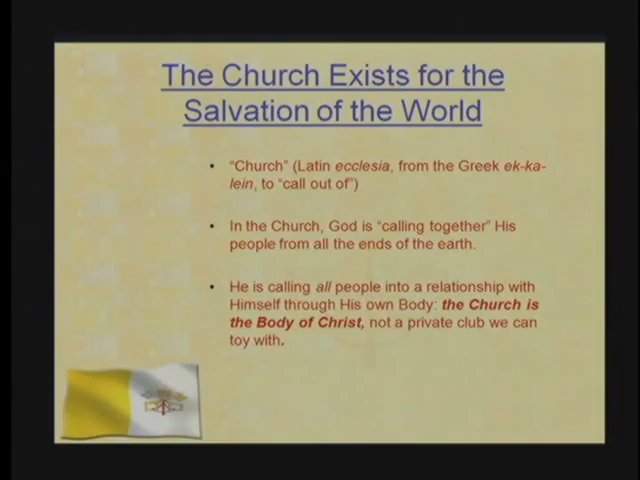 The Church Exists for the
Salvation of the World
• “Church” (Latin ecclesia, from the Greek ek-ka-
lein, to “call out of”)
• In the Church, God is “calling together” His
people from all the ends of the earth.
• He is calling all people into a relationship with
Himself through His own Body: the Church is
the Body of Christ, not a private club we can
toy with.